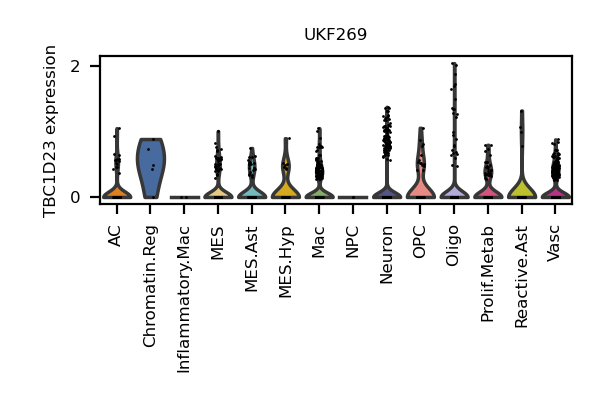 UKF269
TBC1D23 expression
2
0
AC
Chromatin.Reg
Inflammatory.Mac
MES
MES.Ast
MES.Hyp
Mac
NPC
Neuron
OPC
Oligo
Prolif.Metab
Reactive.Ast
Vasc